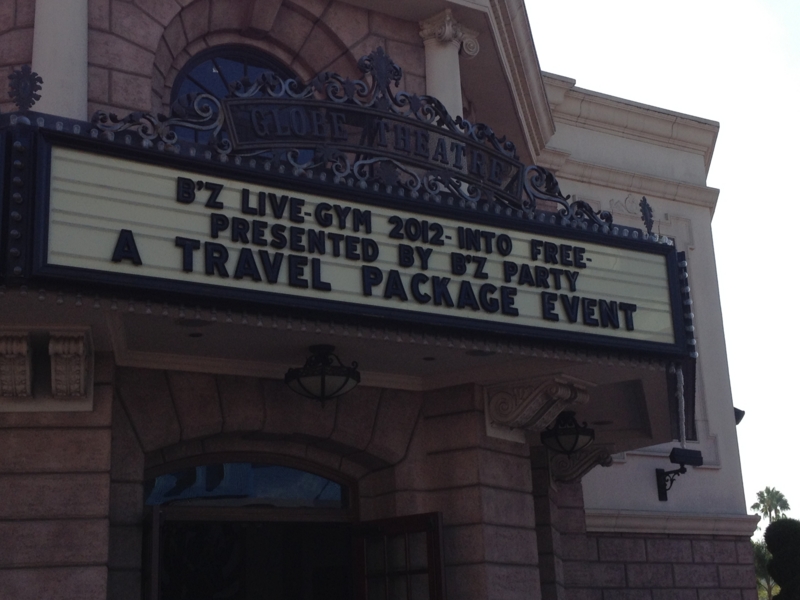 GLOBE THEATRE
B'Z LIVE-GYM 2012-INTO FREE-
PRESENTED BY B'Z PARTY
A TRAVEL PACKAGE EVENT